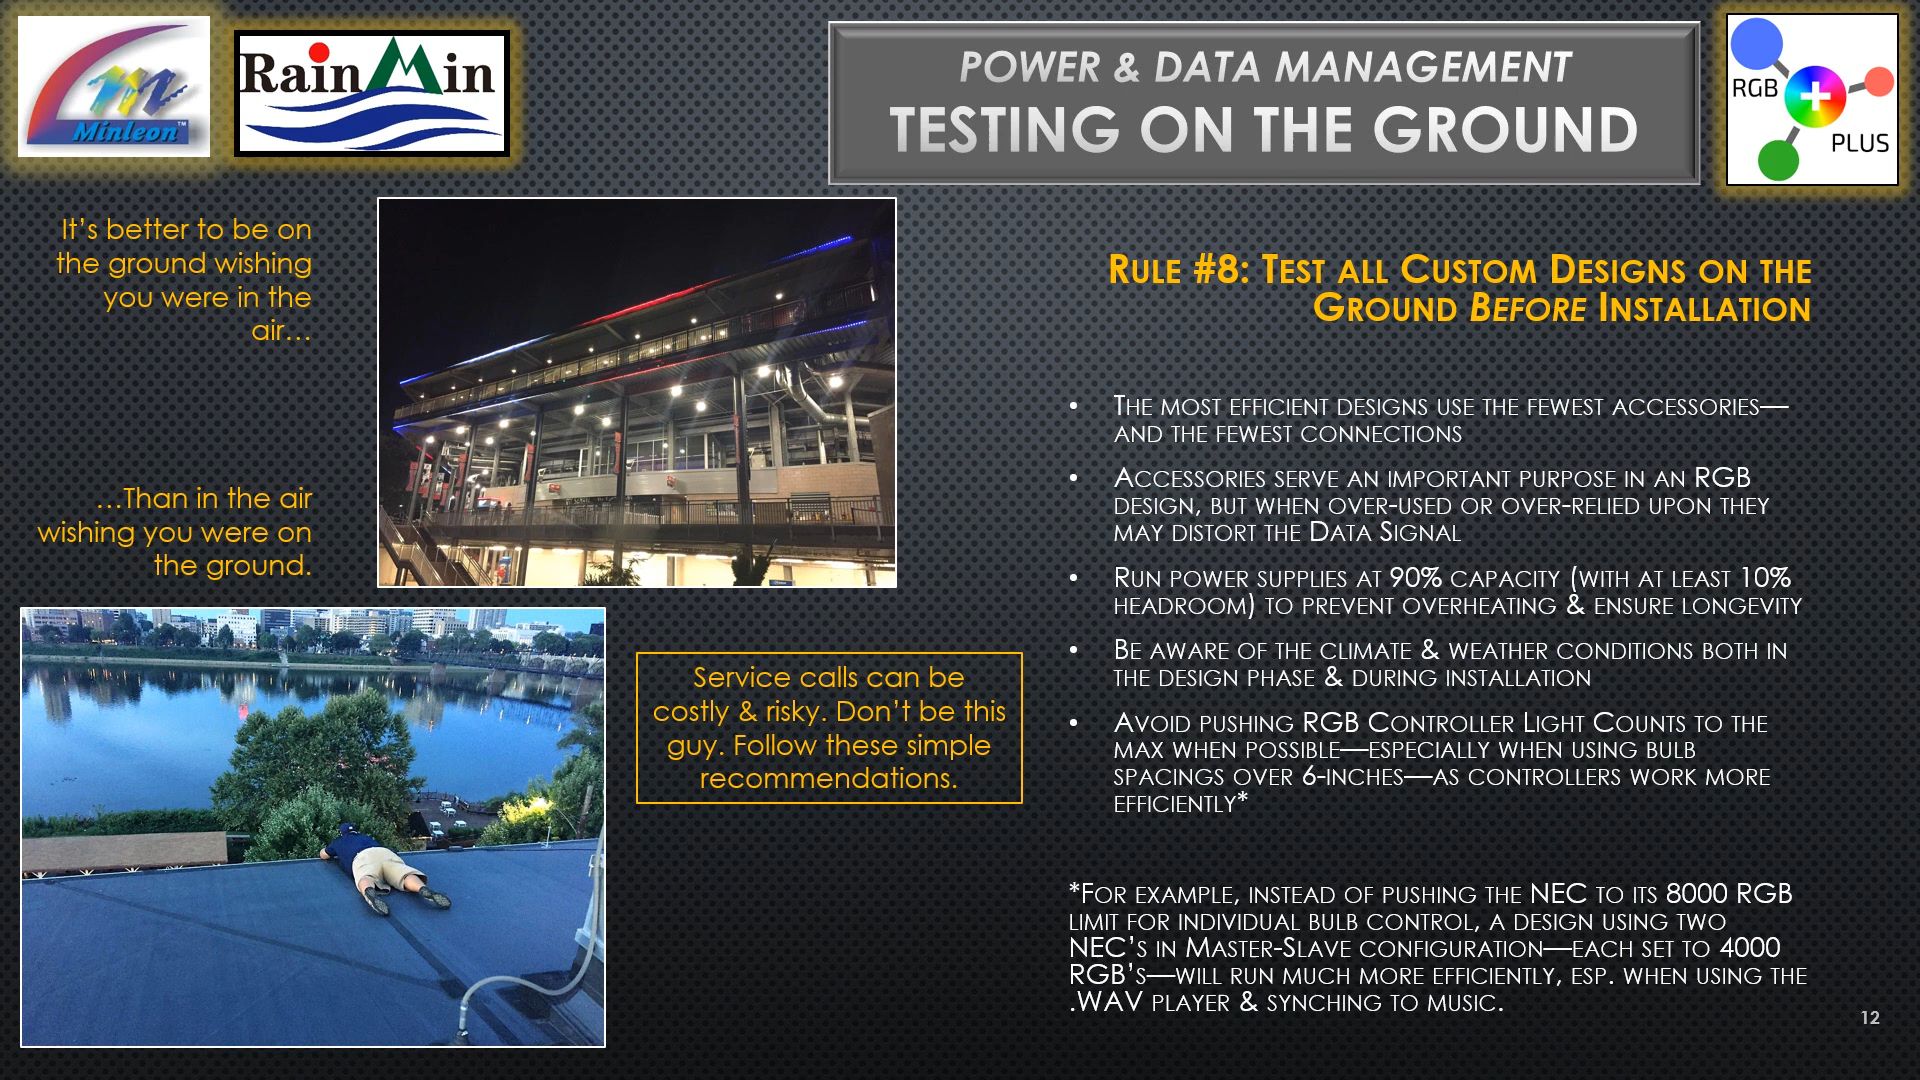 Minleon™
RainMin
POWER & DATA MANAGEMENT
TESTING ON THE GROUND
RGB
PLUS
It's better to be on
the ground wishing
you were in the
air…
…Than in the air
wishing you were on
the ground.
Service calls can be
costly & risky. Don't be this
guy. Follow these simple
recommendations.
Rule #8: Test all Custom Designs on the
Ground Before Installation
• The most efficient designs use the fewest accessories—
and the fewest connections
• Accessories serve an important purpose in an RGB
design, but when over-used or over-relied upon they
may distort the Data Signal
• Run power supplies at 90% capacity (with at least 10%
headroom) to prevent overheating & ensure longevity
• Be aware of the climate & weather conditions both in
the design phase & during installation
• Avoid pushing RGB Controller Light Counts to the
max when possible—especially when using bulb
spacings over 6-inches—as controllers work more
efficiently*
*For example, instead of pushing the NEC to its 8000 RGB
limit for individual bulb control, a design using two
NEC's in Master-Slave configuration—each set to 4000
RGB's—will run much more efficiently, esp. when using the
.WAV player & synching to music.
12